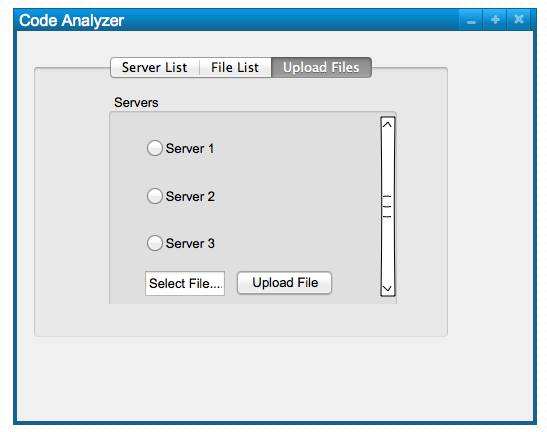 Code Analyzer
Server List File List Upload Files
Servers
Server 1
Server 2
Server 3
Select File.... Upload File